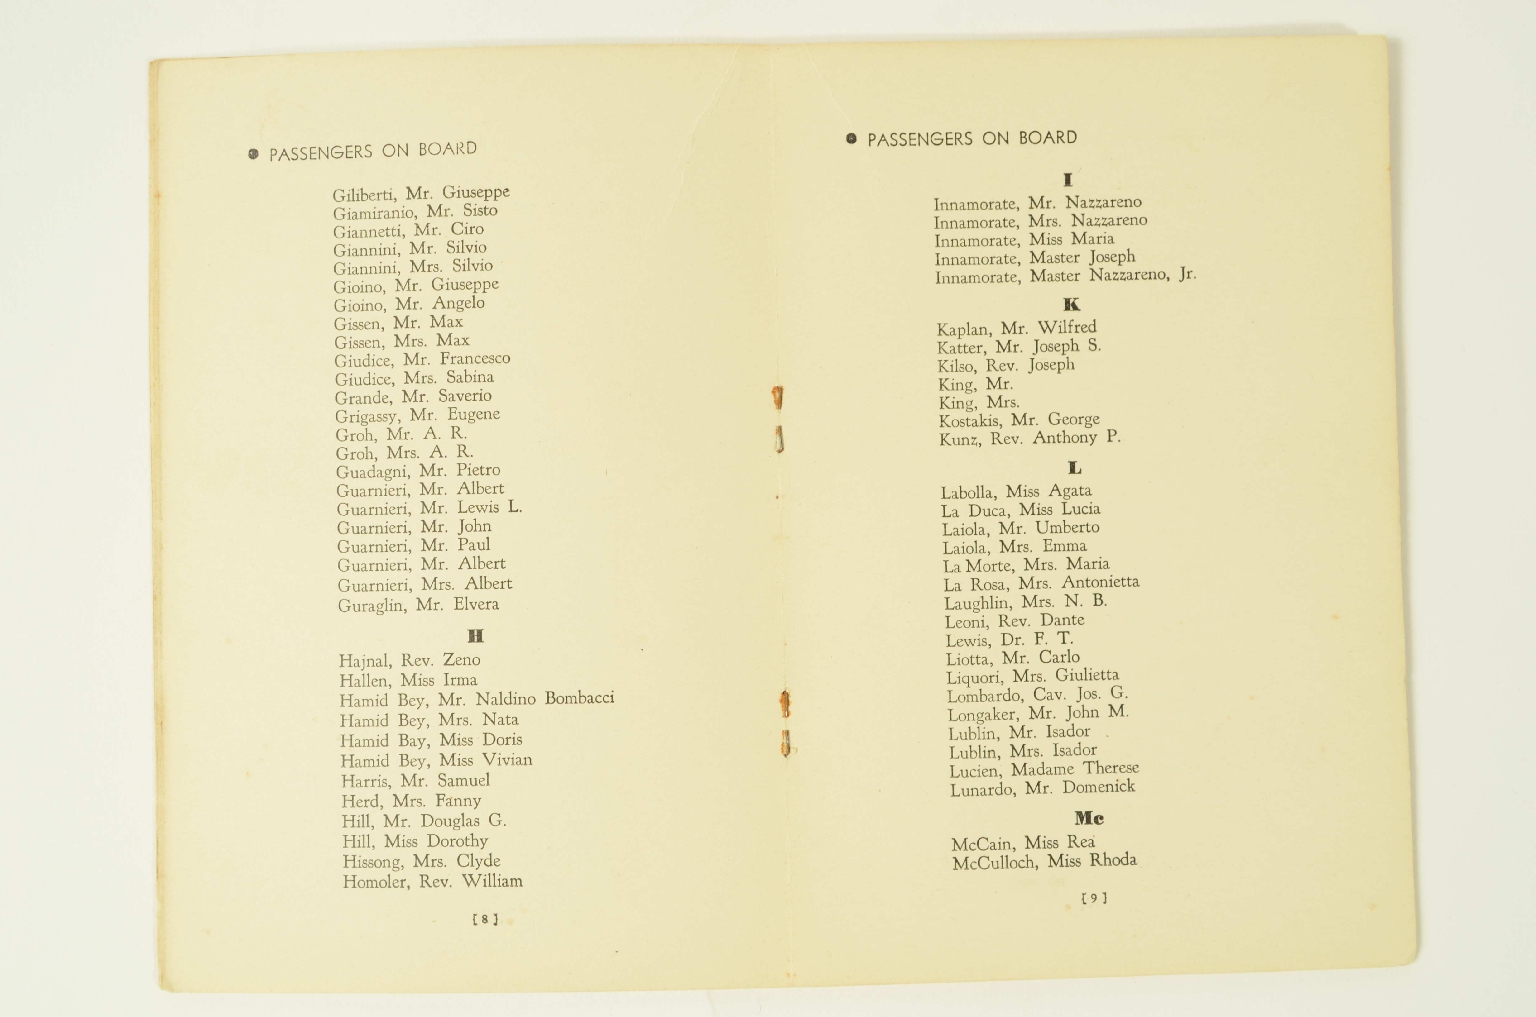 ● PASSENGERS ON BOARD
Giliberti, Mr. Giuseppe
Giamiranio, Mr. Sisto
Giannetti, Mr. Ciro
Giannini, Mr. Silvio
Giannini, Mrs. Silvio
Gioino, Mr. Giuseppe
Gioino, Mr. Angelo
Gissen, Mr. Max
Gissen, Mrs. Max
Giudice, Mr. Francesco
Giudice, Mrs. Sabina
Grande, Mr. Saverio
Grigassy, Mr. Eugene
Groh, Mr. A. R.
Groh, Mrs. A. R.
Guadagni, Mr. Pietro
Guarnieri, Mr. Albert
Guarnieri, Mr. Lewis L.
Guarnieri, Mr. John
Guarnieri, Mr. Paul
Guarnieri, Mr. Albert
Guarnieri, Mrs. Albert
Guraglin, Mr. Elvera
H
Hajnal, Rev. Zeno
Hallen, Miss Irma
Hamid Bey, Mr. Naldino Bombacci
Hamid Bey, Mrs. Nata
Hamid Bay, Miss Doris
Hamid Bey, Miss Vivian
Harris, Mr. Samuel
Herd, Mrs. Fanny
Hill, Mr. Douglas G.
Hill, Miss Dorothy
Hissong, Mrs. Clyde
Homoler, Rev. William
[8]
● PASSENGERS ON BOARD
I
Innamorate, Mr. Nazzareno
Innamorate, Mrs. Nazzareno
Innamorate, Miss Maria
Innamorate, Master Joseph
Innamorate, Master Nazzareno, Jr.
K
Kaplan, Mr. Wilfred
Katter, Mr. Joseph S.
Kilso, Rev. Joseph
King, Mr.
King, Mrs.
Kostakis, Mr. George
Kunz, Rev. Anthony P.
L
Labolla, Miss Agata
La Duca, Miss Lucia
Laiola, Mr. Umberto
Laiola, Mrs. Emma
La Morte, Mrs. Maria
La Rosa, Mrs. Antonietta
Laughlin, Mrs. N. B.
Leoni, Rev. Dante
Lewis, Dr. F. T.
Liotta, Mr. Carlo
Liquori, Mrs. Giulietta
Lombardo, Cav. Jos. G.
Longaker, Mr. John M.
Lublin, Mr. Isador
Lublin, Mrs. Isador
Lucien, Madame Therese
Lunardo, Mr. Domenick
Mc
McCain, Miss Rea
McCulloch, Miss Rhoda
[9]